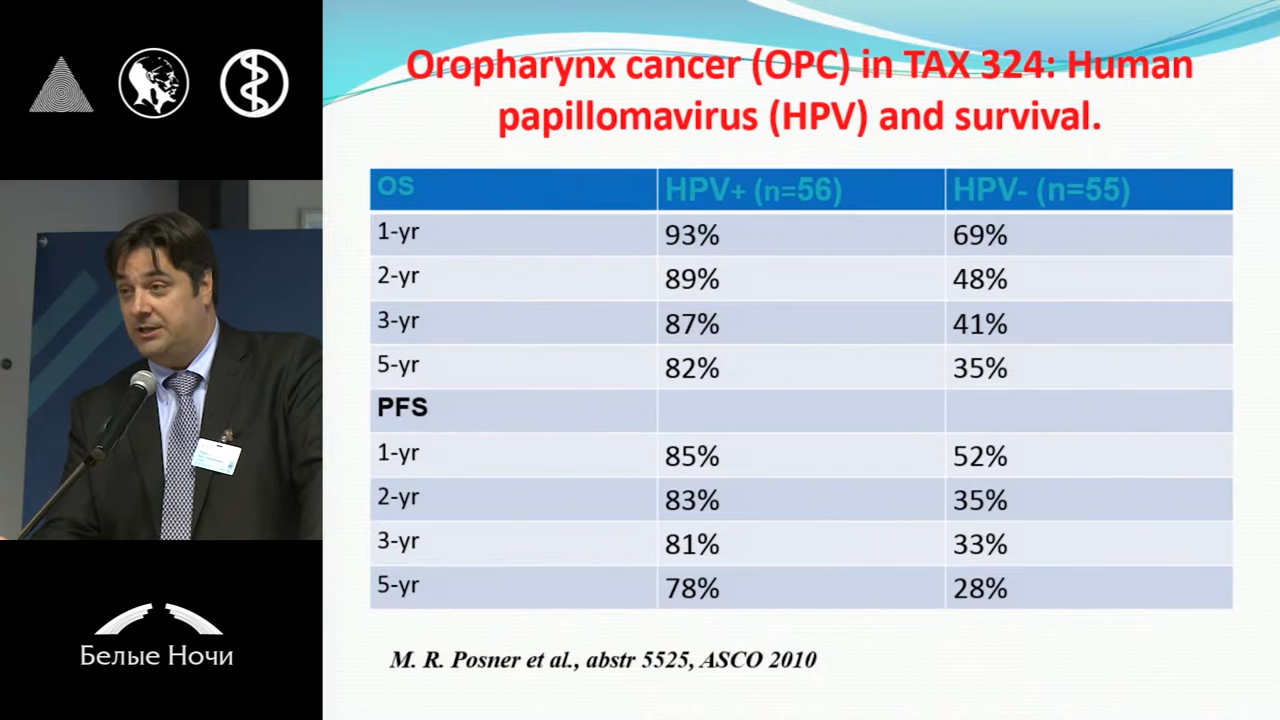 Oropharynx cancer (OPC) in TAX 324: Human
papillomavirus (HPV) and survival.
OS HPV+ (n=56) HPV- (n=55)
1-yr 93% 69%
2-yr 89% 48%
3-yr 87% 41%
5-yr 82% 35%
PFS
1-yr 85% 52%
2-yr 83% 35%
3-yr 81% 33%
5-yr 78% 28%
M. R. Posner et al., abstr 5525, ASCO 2010
Белые Ночи